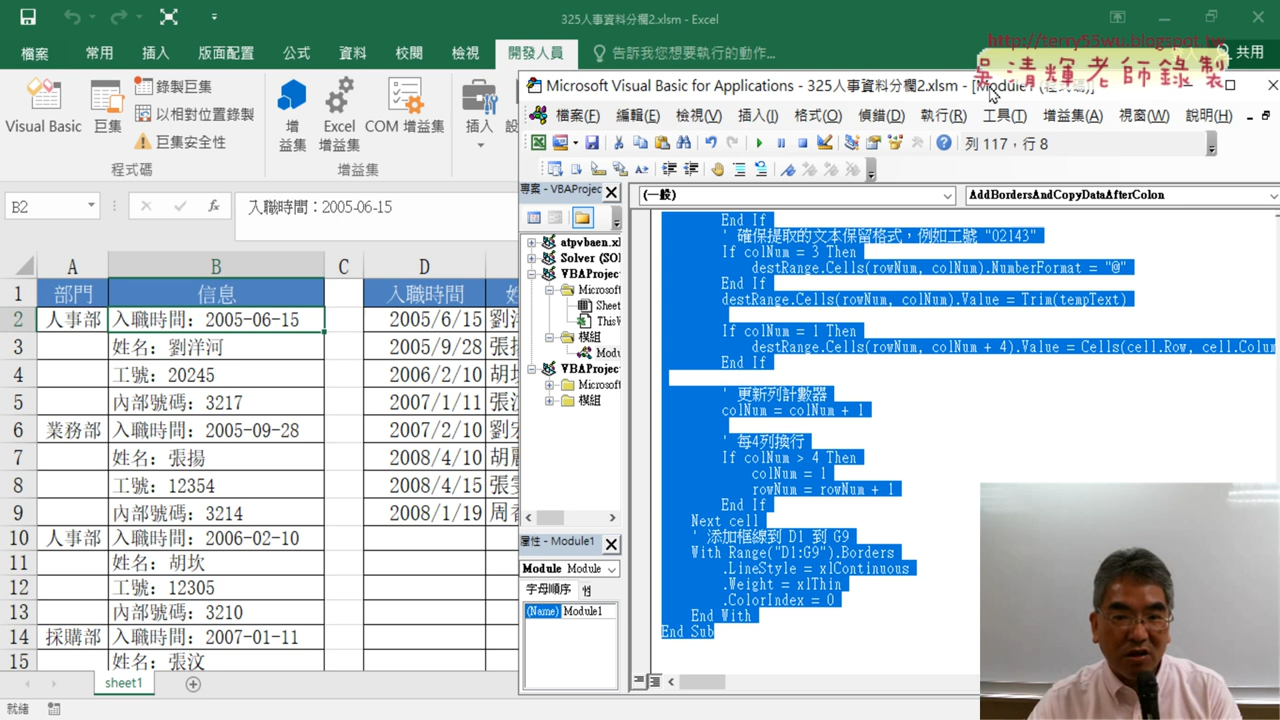 325人事資料分欄2.xlsm - Excel
http://terry55wu.blogspot.tw
吳清輝老師錄製
檔案 常用 插入 版面配置 公式 資料 校閱 檢視 開發人員 告訴我您想要執行的動作... 共用
Visual Basic 巨集 錄製巨集 以相對位置錄製 巨集安全性 增益集 Excel 增益集 COM 增益集 插入
程式碼 增益集
B2 入職時間：2005-06-15
A B C D
1 部門 信息 入職時間
2 人事部 入職時間：2005-06-15 2005/6/15
3 姓名：劉洋河 2005/9/28
4 工號：20245 2006/2/10
5 內部號碼：3217 2007/1/11
6 業務部 入職時間：2005-09-28 2007/2/10
7 姓名：張揚 2008/4/10
8 工號：12354 2008/4/15
9 內部號碼：3214 2008/1/19
10 人事部 入職時間：2006-02-10
11 姓名：胡坎
12 工號：12305
13 內部號碼：3210
14 採購部 入職時間：2007-01-11
15 姓名：張汶
sheet1
就緒
Microsoft Visual Basic for Applications - 325人事資料分欄2.xlsm - [Module1 (程式碼)]
檔案(F) 編輯(E) 檢視(V) 插入(I) 格式(O) 偵錯(D) 執行(R) 工具(T) 增益集(A) 視窗(W) 說明(H)
列 117，行 8
專案 - VBAProjec
atpvbaen.xl
Solver (SO
VBAProjec
Microsoft
Sheet
ThisW
模組
Modu
VBAProjec
Microsoft
模組
屬性 - Module1
Module1 Module
字母順序
(Name) Module1
(一般) AddBordersAndCopyDataAfterColon
End If
' 確保提取的文本保留格式，例如工號 "02143"
If colNum = 3 Then
destRange.Cells(rowNum, colNum).NumberFormat = "@"
End If
destRange.Cells(rowNum, colNum).Value = Trim(tempText)
If colNum = 1 Then
destRange.Cells(rowNum, colNum + 4).Value = Cells(cell.Row, cell.Colum
End If
' 更新列計數器
colNum = colNum + 1
' 每4列換行
If colNum > 4 Then
colNum = 1
rowNum = rowNum + 1
End If
Next cell
' 添加框線到 D1 到 G9
With Range("D1:G9").Borders
.LineStyle = xlContinuous
.Weight = xlThin
.ColorIndex = 0
End With
End Sub